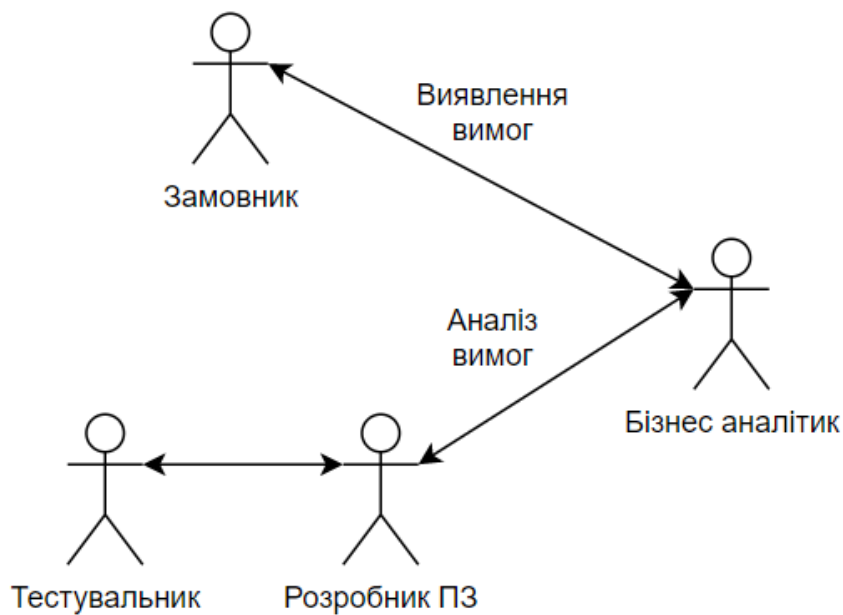 Виявлення
вимог
Замовник
Аналіз
вимог
Бізнес аналітик
Тестувальник
Розробник ПЗ